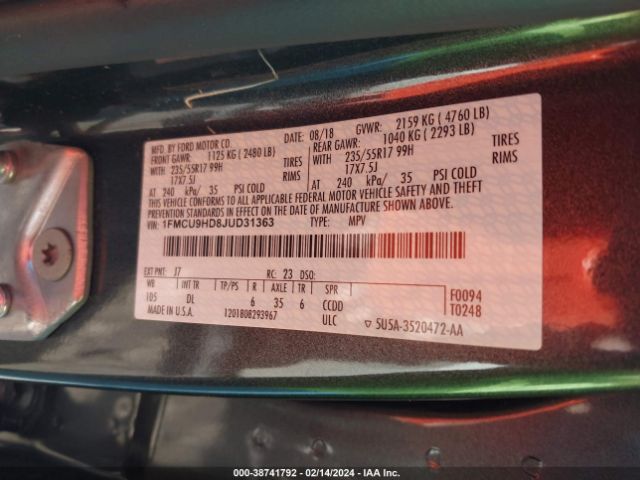 MFD. BY FORD MOTOR CO. DATE: 08/18 GVWR: 2159 KG ( 4760 LB)
FRONT GAWR: 1125 KG ( 2480 LB) REAR GAWR: 1040 KG ( 2293 LB)
WITH 235/55R17 99H TIRES WITH 235/55R17 99H TIRES
17X7.5J RIMS 17X7.5J RIMS
AT 240 kPa/ 35 PSI COLD AT 240 kPa/ 35 PSI COLD
THIS VEHICLE CONFORMS TO ALL APPLICABLE FEDERAL MOTOR VEHICLE SAFETY AND THEFT
PREVENTION STANDARDS IN EFFECT ON THE DATE OF MANUFACTURE SHOWN ABOVE.
VIN: 1FMCU9HD8JUD31363 TYPE: MPV
EXT PNT: J7 RC: 23 DSO:
WB INT TR TP/PS R AXLE TR SPR
105 DL 6 35 6 CCDD F0094
T0248
MADE IN U.S.A. 1201808293967 ULC ▽ 5U5A-3520472-AA
000-38741792 - 02/14/2024 - IAA Inc.